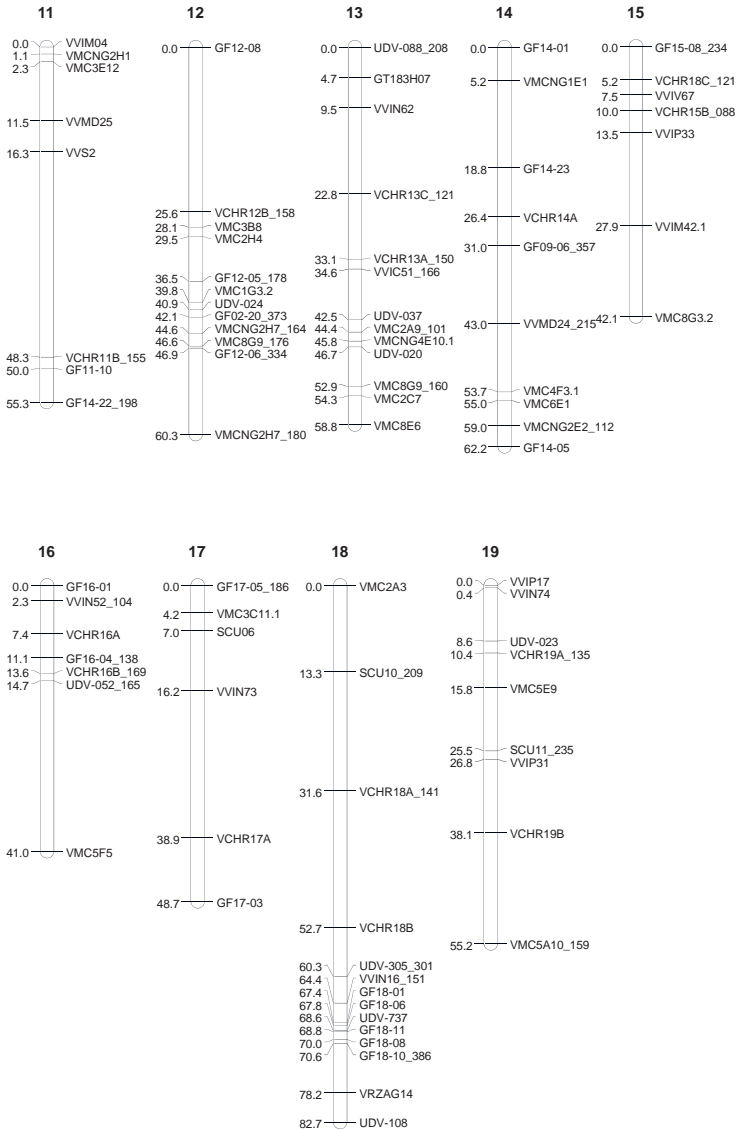 11
0.0 VVIM04
1.1 VMCNG2H1
2.3 VMC3E12
11.5 VVMD25
16.3 VVS2
48.3 VCHR11B_155
50.0 GF11-10
55.3 GF14-22_198
12
0.0 GF12-08
25.6 VCHR12B_158
28.1 VMC3B8
29.5 VMC2H4
36.5 GF12-05_178
39.8 VMC1G3.2
40.9 UDV-024
42.1 GF02-20_373
44.6 VMCNG2H7_164
46.6 VMC8G9_176
46.9 GF12-06_334
60.3 VMCNG2H7_180
13
0.0 UDV-088_208
4.7 GT183H07
9.5 VVIN62
22.8 VCHR13C_121
33.1 VCHR13A_150
34.6 VVIC51_166
42.5 UDV-037
44.4 VMC2A9_101
45.8 VMCNG4E10.1
46.7 UDV-020
52.9 VMC8G9_160
54.3 VMC2C7
58.8 VMC8E6
14
0.0 GF14-01
5.2 VMCNG1E1
18.8 GF14-23
26.4 VCHR14A
31.0 GF09-06_357
43.0 VVMD24_215
53.7 VMC4F3.1
55.0 VMC6E1
59.0 VMCNG2E2_112
62.2 GF14-05
15
0.0 GF15-08_234
5.2 VCHR18C_121
7.5 VVIV67
10.0 VCHR15B_088
13.5 VVIP33
27.9 VVIM42.1
42.1 VMC8G3.2
16
0.0 GF16-01
2.3 VVIN52_104
7.4 VCHR16A
11.1 GF16-04_138
13.6 VCHR16B_169
14.7 UDV-052_165
41.0 VMC5F5
17
0.0 GF17-05_186
4.2 VMC3C11.1
7.0 SCU06
16.2 VVIN73
38.9 VCHR17A
48.7 GF17-03
18
0.0 VMC2A3
13.3 SCU10_209
31.6 VCHR18A_141
52.7 VCHR18B
60.3 UDV-305_301
64.4 VVIN16_151
67.4 GF18-01
67.8 GF18-06
68.6 UDV-737
68.8 GF18-11
70.0 GF18-08
70.6 GF18-10_386
78.2 VRZAG14
82.7 UDV-108
19
0.0 VVIP17
0.4 VVIN74
8.6 UDV-023
10.4 VCHR19A_135
15.8 VMC5E9
25.5 SCU11_235
26.8 VVIP31
38.1 VCHR19B
55.2 VMC5A10_159